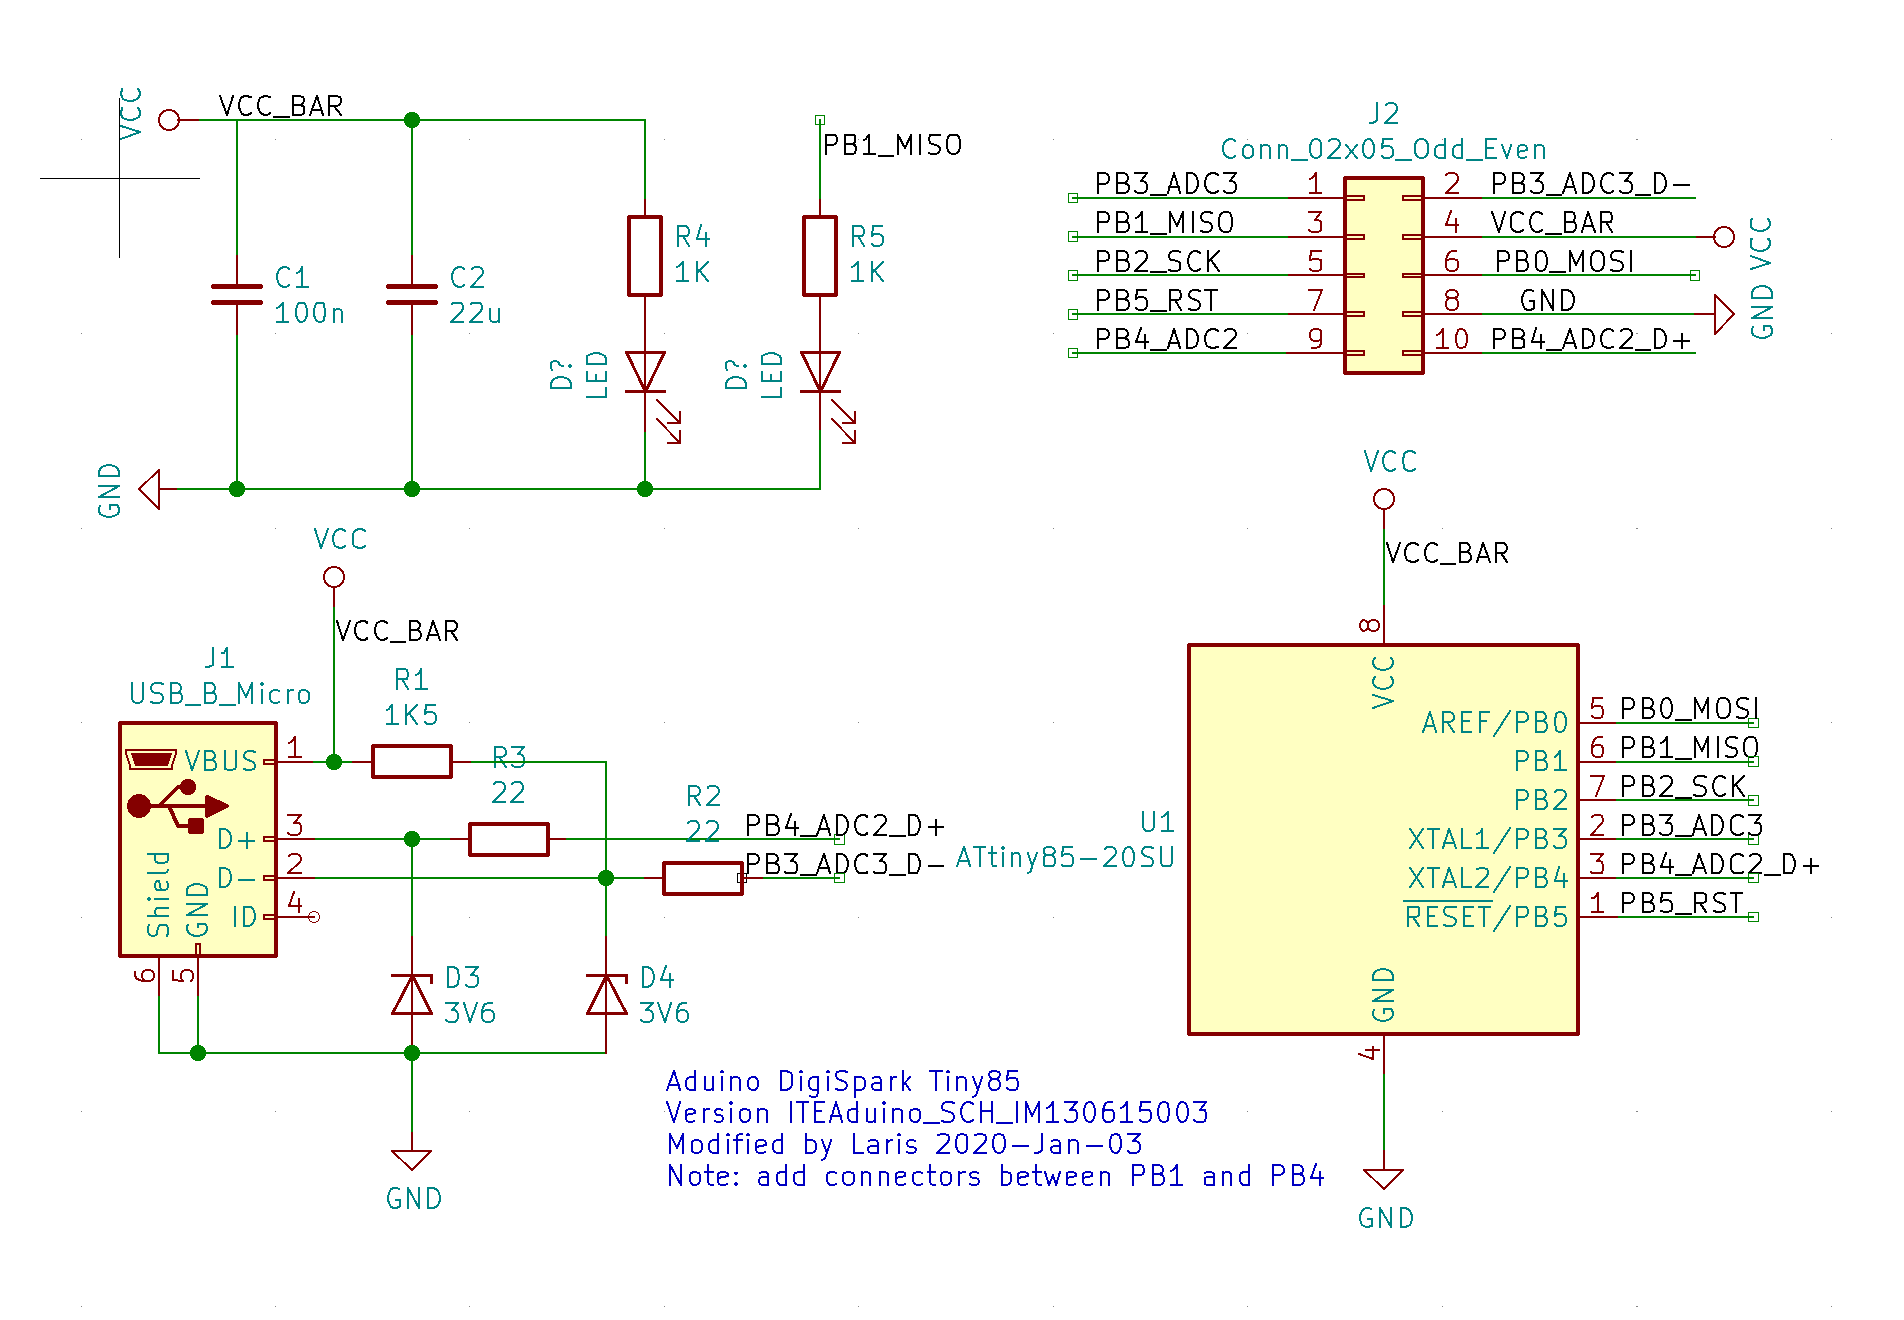 VCC
VCC_BAR
C1
100n
C2
22u
R4
1K
D?
LED
PB1_MISO
R5
1K
D?
LED
GND
J2
Conn_02x05_Odd_Even
PB3_ADC3 1 2 PB3_ADC3_D-
PB1_MISO 3 4 VCC_BAR
VCC
PB2_SCK 5 6 PB0_MOSI
PB5_RST 7 8 GND
GND
PB4_ADC2 9 10 PB4_ADC2_D+
VCC
VCC_BAR
J1
USB_B_Micro
R1
1K5
VBUS 1
R3
22
D+ 3
R2
22
PB4_ADC2_D+
D- 2
PB3_ADC3_D-
ID 4
Shield
GND
6
5
D3
3V6
D4
3V6
GND
VCC
VCC_BAR
8
VCC
U1
ATtiny85-20SU
AREF/PB0 5 PB0_MOSI
PB1 6 PB1_MISO
PB2 7 PB2_SCK
XTAL1/PB3 2 PB3_ADC3
XTAL2/PB4 3 PB4_ADC2_D+
RESET/PB5 1 PB5_RST
GND
4
GND
Aduino DigiSpark Tiny85
Version ITEAduino_SCH_IM130615003
Modified by Laris 2020-Jan-03
Note: add connectors between PB1 and PB4